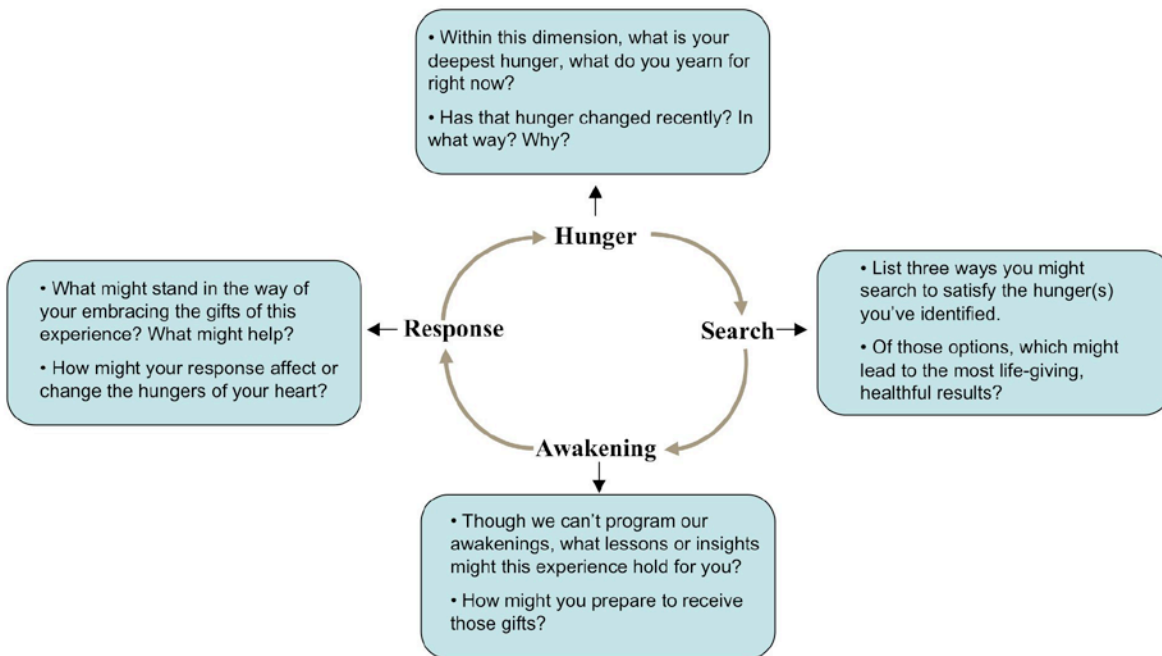 • Within this dimension, what is your
deepest hunger, what do you yearn for
right now?
• Has that hunger changed recently? In
what way? Why?
Hunger
• What might stand in the way of
your embracing the gifts of this
experience? What might help?
• How might your response affect or
change the hungers of your heart?
Response
Search
• List three ways you might
search to satisfy the hunger(s)
you've identified.
• Of those options, which might
lead to the most life-giving,
healthful results?
Awakening
• Though we can't program our
awakenings, what lessons or insights
might this experience hold for you?
• How might you prepare to receive
those gifts?